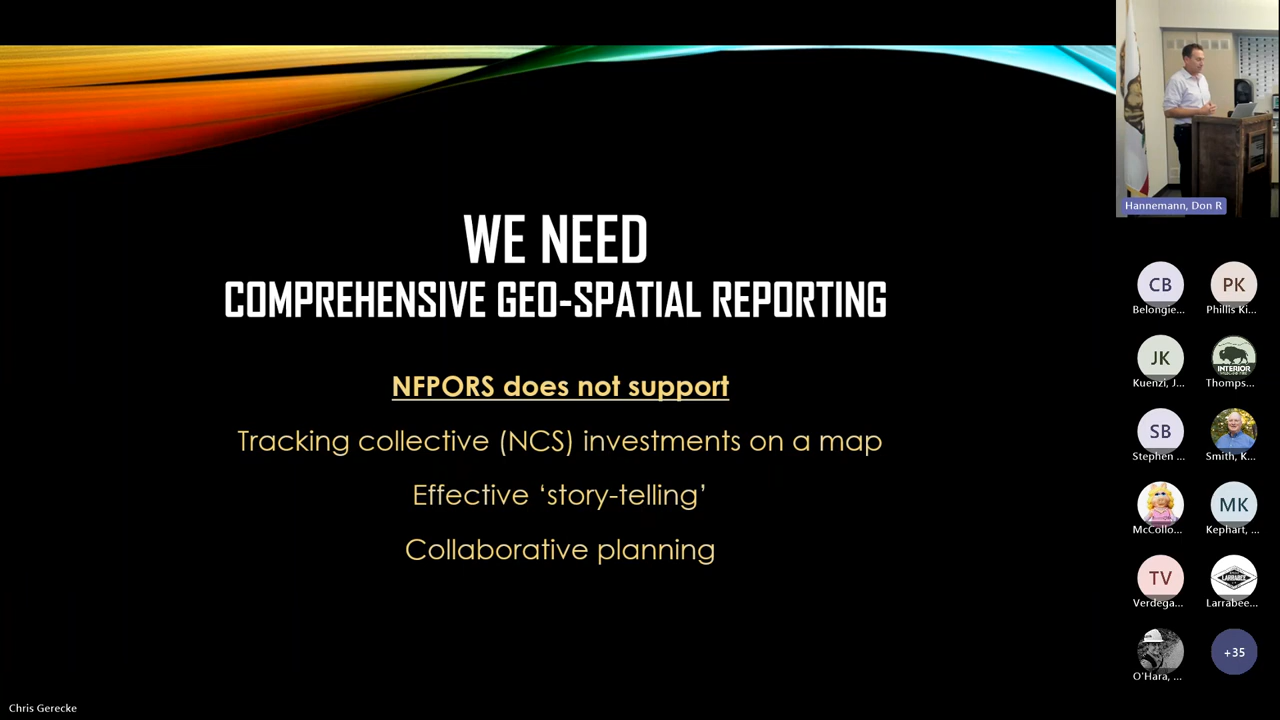 WE NEED
COMPREHENSIVE GEO-SPATIAL REPORTING
NFPORS does not support
Tracking collective (NCS) investments on a map
Effective ‘story-telling’
Collaborative planning
Hannemann, Don R
CB
PK
Belongie...
Phillis Ki...
JK
INTERIOR
Kuenzi, J...
Thomps...
SB
Stephen ...
Smith, K...
MK
McCollo...
Kephart, ...
TV
LARRABEE
Verdega...
Larrabee...
+35
O'Hara, ...
Chris Gerecke